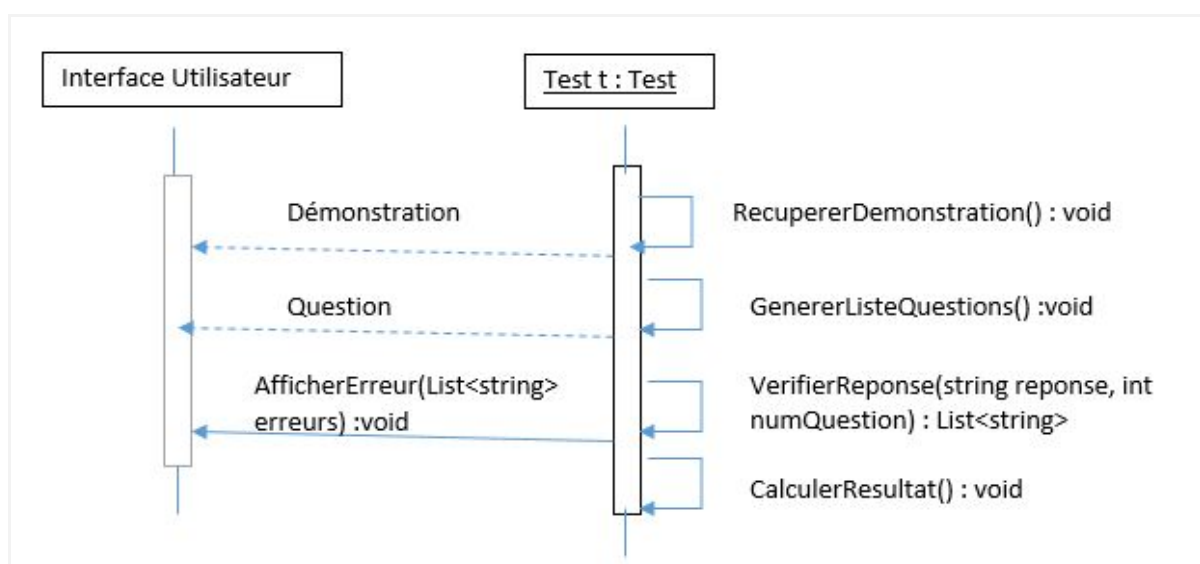 Interface Utilisateur
Test t : Test
Démonstration
RecupererDemonstration() : void
Question
GenererListeQuestions() :void
AfficherErreur(List<string>
erreurs) :void
VerifierReponse(string reponse, int
numQuestion) : List<string>
CalculerResultat() : void